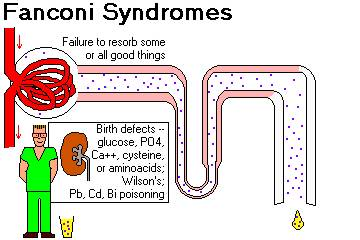 Fanconi Syndromes
Failure to resorb some
or all good things
Birth defects --
glucose, PO4,
Ca++, cysteine,
or aminoacids;
Wilson's;
Pb, Cd, Bi poisoning